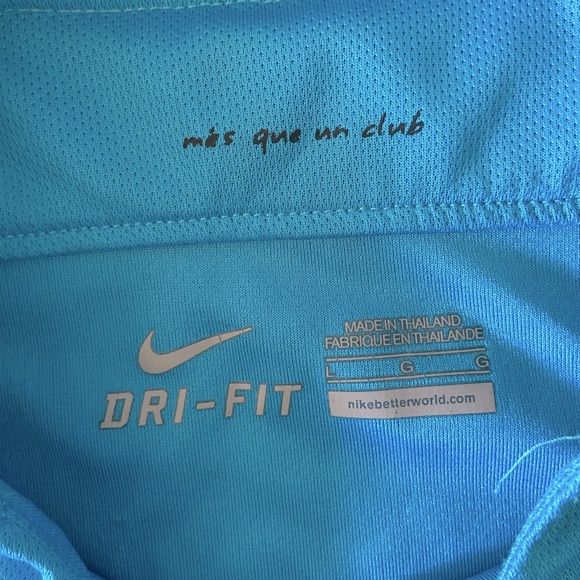 més que un club
MADE IN THAILAND
FABRIQUE EN THAILANDE
L G G
DRI-FIT
nikebetterworld.com